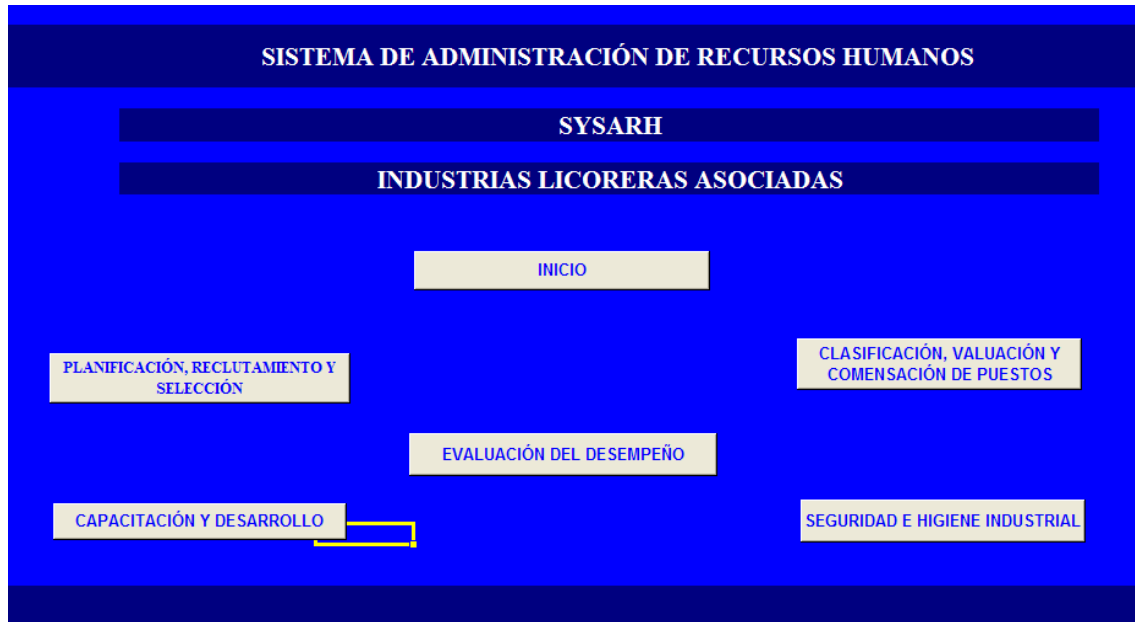 SISTEMA DE ADMINISTRACIÓN DE RECURSOS HUMANOS
SYSARH
INDUSTRIAS LICORERAS ASOCIADAS
INICIO
PLANIFICACIÓN, RECLUTAMIENTO Y
SELECCIÓN
CLASIFICACIÓN, VALUACIÓN Y
COMENSACIÓN DE PUESTOS
EVALUACIÓN DEL DESEMPEÑO
CAPACITACIÓN Y DESARROLLO
SEGURIDAD E HIGIENE INDUSTRIAL